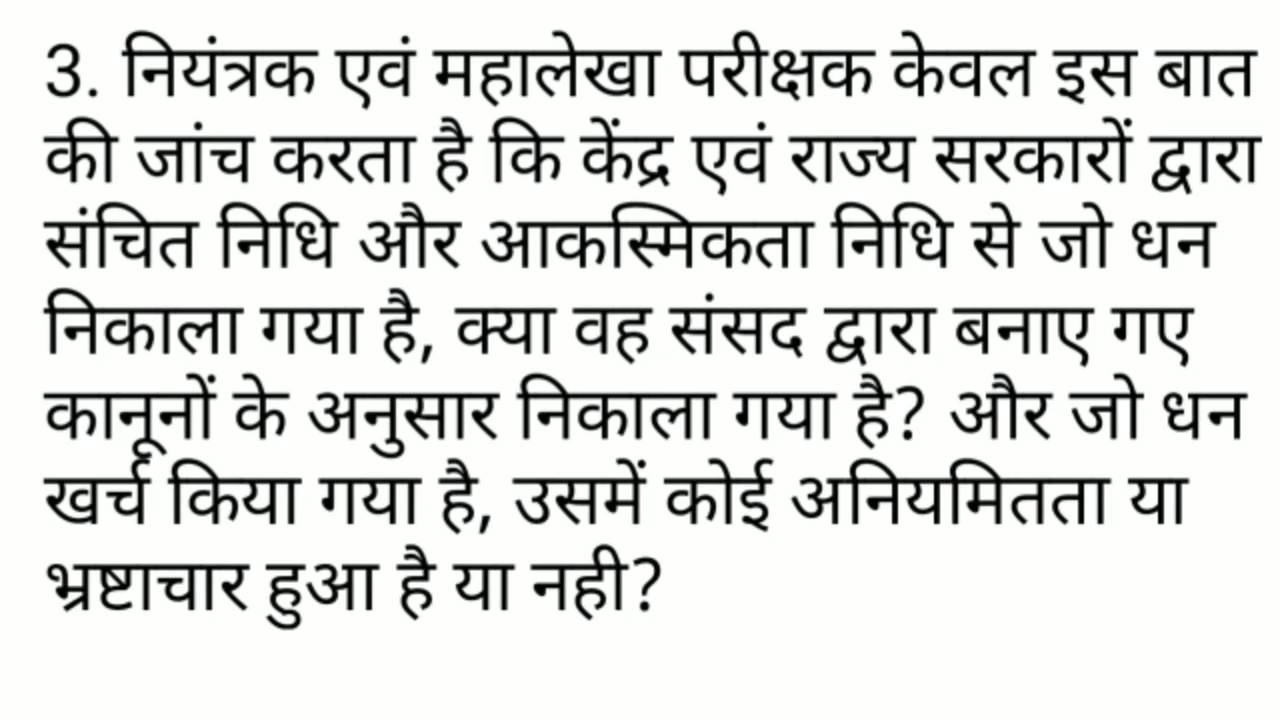 3. नियंत्रक एवं महालेखा परीक्षक केवल इस बात
की जांच करता है कि केंद्र एवं राज्य सरकारों द्वारा
संचित निधि और आकस्मिकता निधि से जो धन
निकाला गया है, क्या वह संसद द्वारा बनाए गए
कानूनों के अनुसार निकाला गया है? और जो धन
खर्च किया गया है, उसमें कोई अनियमितता या
भ्रष्टाचार हुआ है या नही?